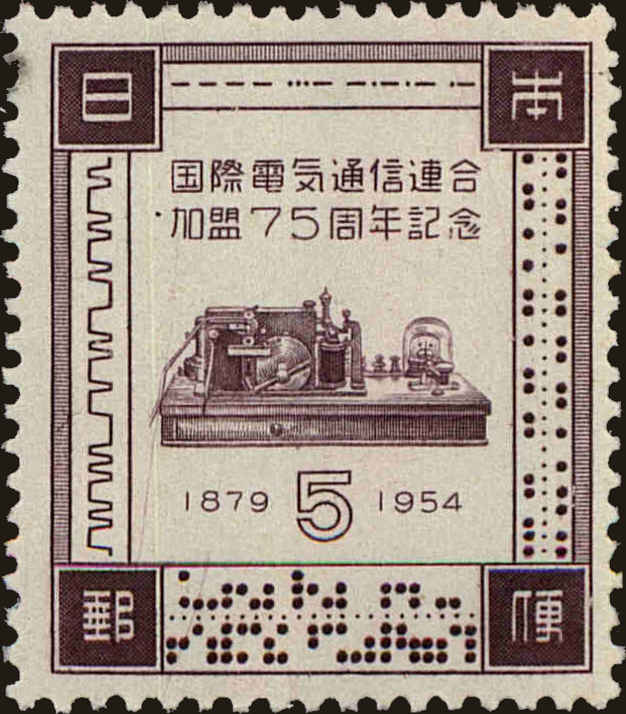 日本
国際電気通信連合
加盟75周年記念
1879 5 1954
郵便